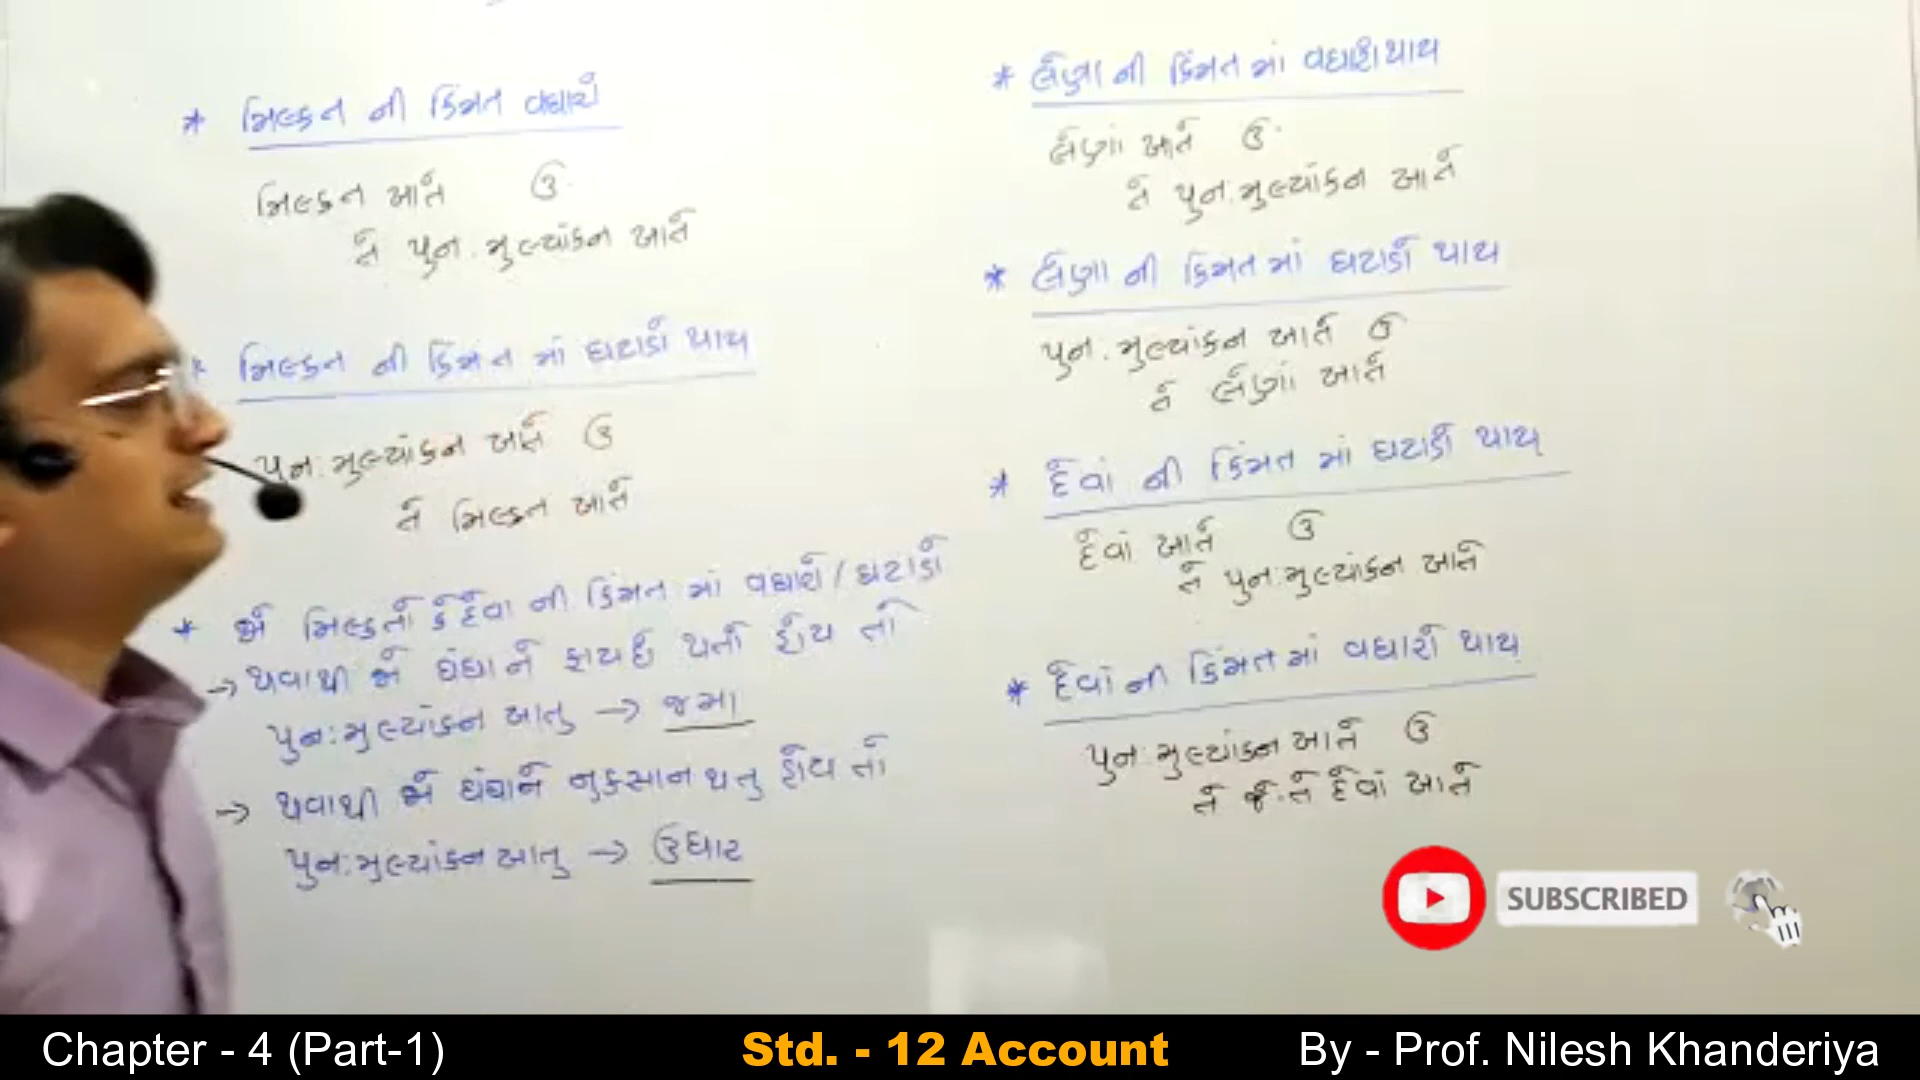 * મિલ્કત ની કિંમત વધારો
મિલ્કત ખાતે ઉ.
તે પુન:મુલ્યાંકન ખાતે
* મિલ્કત ની કિંમત માં ઘટાડો થાય
પુન:મુલ્યાંકન ખાતે ઉ
તે મિલ્કત ખાતે
* જો મિલ્કતો કે દેવા ની કિંમત માં વધારો / ઘટાડો
→ થવાથી જો ધંધાને ફાયદો થતો હોય તો
પુન:મુલ્યાંકન ખાતુ → જમા
→ થવાથી જો ધંધાને નુકસાન થતુ હોય તો
પુન:મુલ્યાંકન ખાતુ → ઉધાર
* લેણા ની કિંમત માં વધારો થાય
લેણાં ખાતે ઉ.
તે પુન:મુલ્યાંકન ખાતે
* લેણા ની કિંમત માં ઘટાડો થાય
પુન:મુલ્યાંકન ખાતે ઉ
તે લેણાં ખાતે
* દેવાં ની કિંમત માં ઘટાડો થાય
દેવાં ખાતે ઉ
તે પુન:મુલ્યાંકન ખાતે
* દેવાં ની કિંમત માં વધારો થાય
પુન:મુલ્યાંકન ખાતે ઉ
તે જે.તે દેવાં ખાતે
SUBSCRIBED
Chapter - 4 (Part-1)
Std. - 12 Account
By - Prof. Nilesh Khanderiya